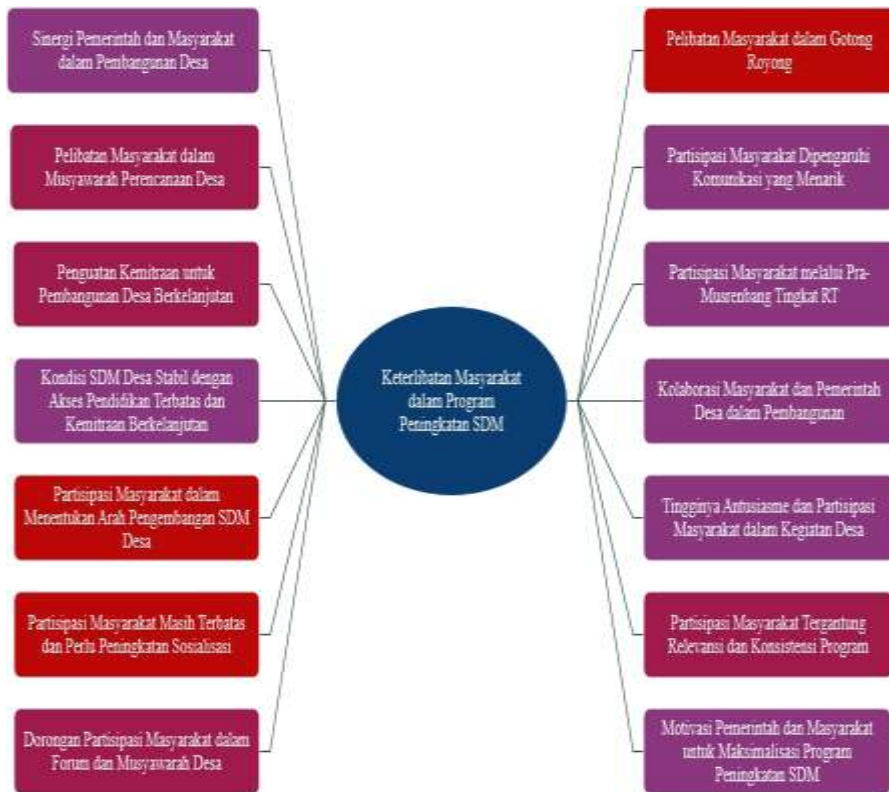 Sinergi Pemerintah dan Masyarakat
dalam Pembangunan Desa
Pelibatan Masyarakat dalam
Musyawarah Perencanaan Desa
Penguatan Kemitraan untuk
Pembangunan Desa Berkelanjutan
Kondisi SDM Desa Stabil dengan
Akses Pendidikan Terbatas dan
Kemitraan Berkelanjutan
Partisipasi Masyarakat dalam
Menentukan Arah Pengembangan SDM
Desa
Partisipasi Masyarakat Masih Terbatas
dan Perlu Peningkatan Sosialisasi
Dorongan Partisipasi Masyarakat dalam
Forum dan Musyawarah Desa
Keterlibatan Masyarakat
dalam Program
Peningkatan SDM
Pelibatan Masyarakat dalam Gotong
Royong
Partisipasi Masyarakat Dipengaruhi
Komunikasi yang Menarik
Partisipasi Masyarakat melalui Pra-
Musrenbang Tingkat RT
Kolaborasi Masyarakat dan Pemerintah
Desa dalam Pembangunan
Tingginya Antusiasme dan Partisipasi
Masyarakat dalam Kegiatan Desa
Partisipasi Masyarakat Tergantung
Relevansi dan Konsistensi Program
Motivasi Pemerintah dan Masyarakat
untuk Maksimalisasi Program
Peningkatan SDM